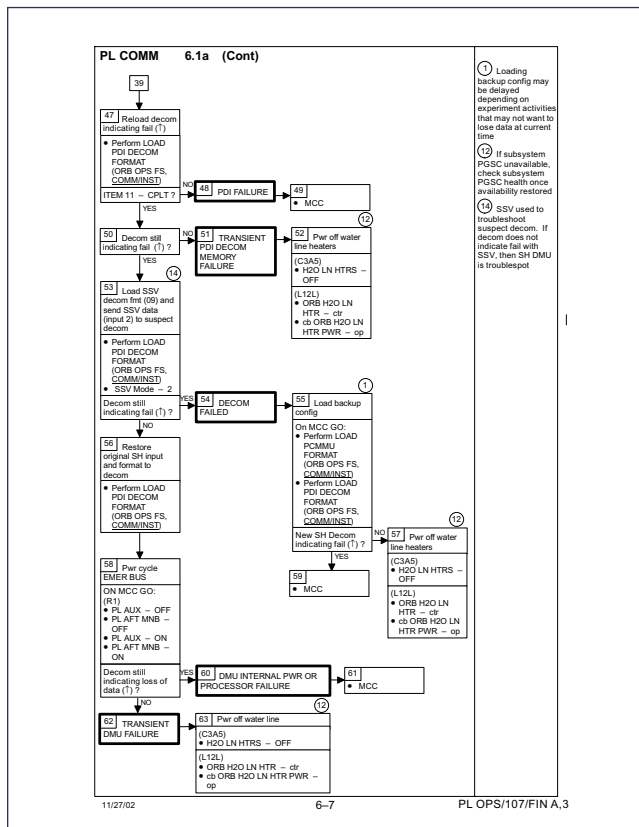 PL COMM 6.1a (Cont)
39
47 Reload decom
indicating fail (↑)
• Perform LOAD
PDI DECOM
FORMAT
(ORB OPS FS,
COMM/INST)
ITEM 11 – CPLT ?
NO
48 PDI FAILURE
49
• MCC
YES
50 Decom still
indicating fail (↑) ?
NO
51 TRANSIENT
PDI DECOM
MEMORY
FAILURE
12
52 Pwr off water
line heaters
(C3A5)
• H2O LN HTRS –
OFF
(L12L)
• ORB H2O LN
HTR – ctr
• cb ORB H2O LN
HTR PWR – op
YES
14
53 Load SSV
decom fmt (09) and
send SSV data
(input 2) to suspect
decom
• Perform LOAD
PDI DECOM
FORMAT
(ORB OPS FS,
COMM/INST)
• SSV Mode – 2
Decom still
indicating fail (↑) ?
YES
54 DECOM
FAILED
1
55 Load backup
config
On MCC GO:
• Perform LOAD
PCMMU
FORMAT
(ORB OPS FS,
COMM/INST)
• Perform LOAD
PDI DECOM
FORMAT
(ORB OPS FS,
COMM/INST)
New SH Decom
indicating fail (↑) ?
NO
12
57 Pwr off water
line heaters
(C3A5)
• H2O LN HTRS –
OFF
(L12L)
• ORB H2O LN
HTR – ctr
• cb ORB H2O LN
HTR PWR – op
YES
59
• MCC
NO
56 Restore
original SH input
and format to
decom
• Perform LOAD
PDI DECOM
FORMAT
(ORB OPS FS,
COMM/INST)
58 Pwr cycle
EMER BUS
ON MCC GO:
(R1)
• PL AUX – OFF
• PL AFT MNB –
OFF
• PL AUX – ON
• PL AFT MNB –
ON
Decom still
indicating loss of
data (↑) ?
YES
60 DMU INTERNAL PWR OR
PROCESSOR FAILURE
61
• MCC
NO
62 TRANSIENT
DMU FAILURE
12
63 Pwr off water line
(C3A5)
• H2O LN HTRS – OFF
(L12L)
• ORB H2O LN HTR – ctr
• cb ORB H2O LN HTR PWR –
op
1 Loading
backup config may
be delayed
depending on
experiment activities
that may not want to
lose data at current
time
12 If subsystem
PGSC unavailable,
check subsystem
PGSC health once
availability restored
14 SSV used to
troubleshoot
suspect decom. If
decom does not
indicate fail with
SSV, then SH DMU
is troublespot
11/27/02
6–7
PL OPS/107/FIN A,3